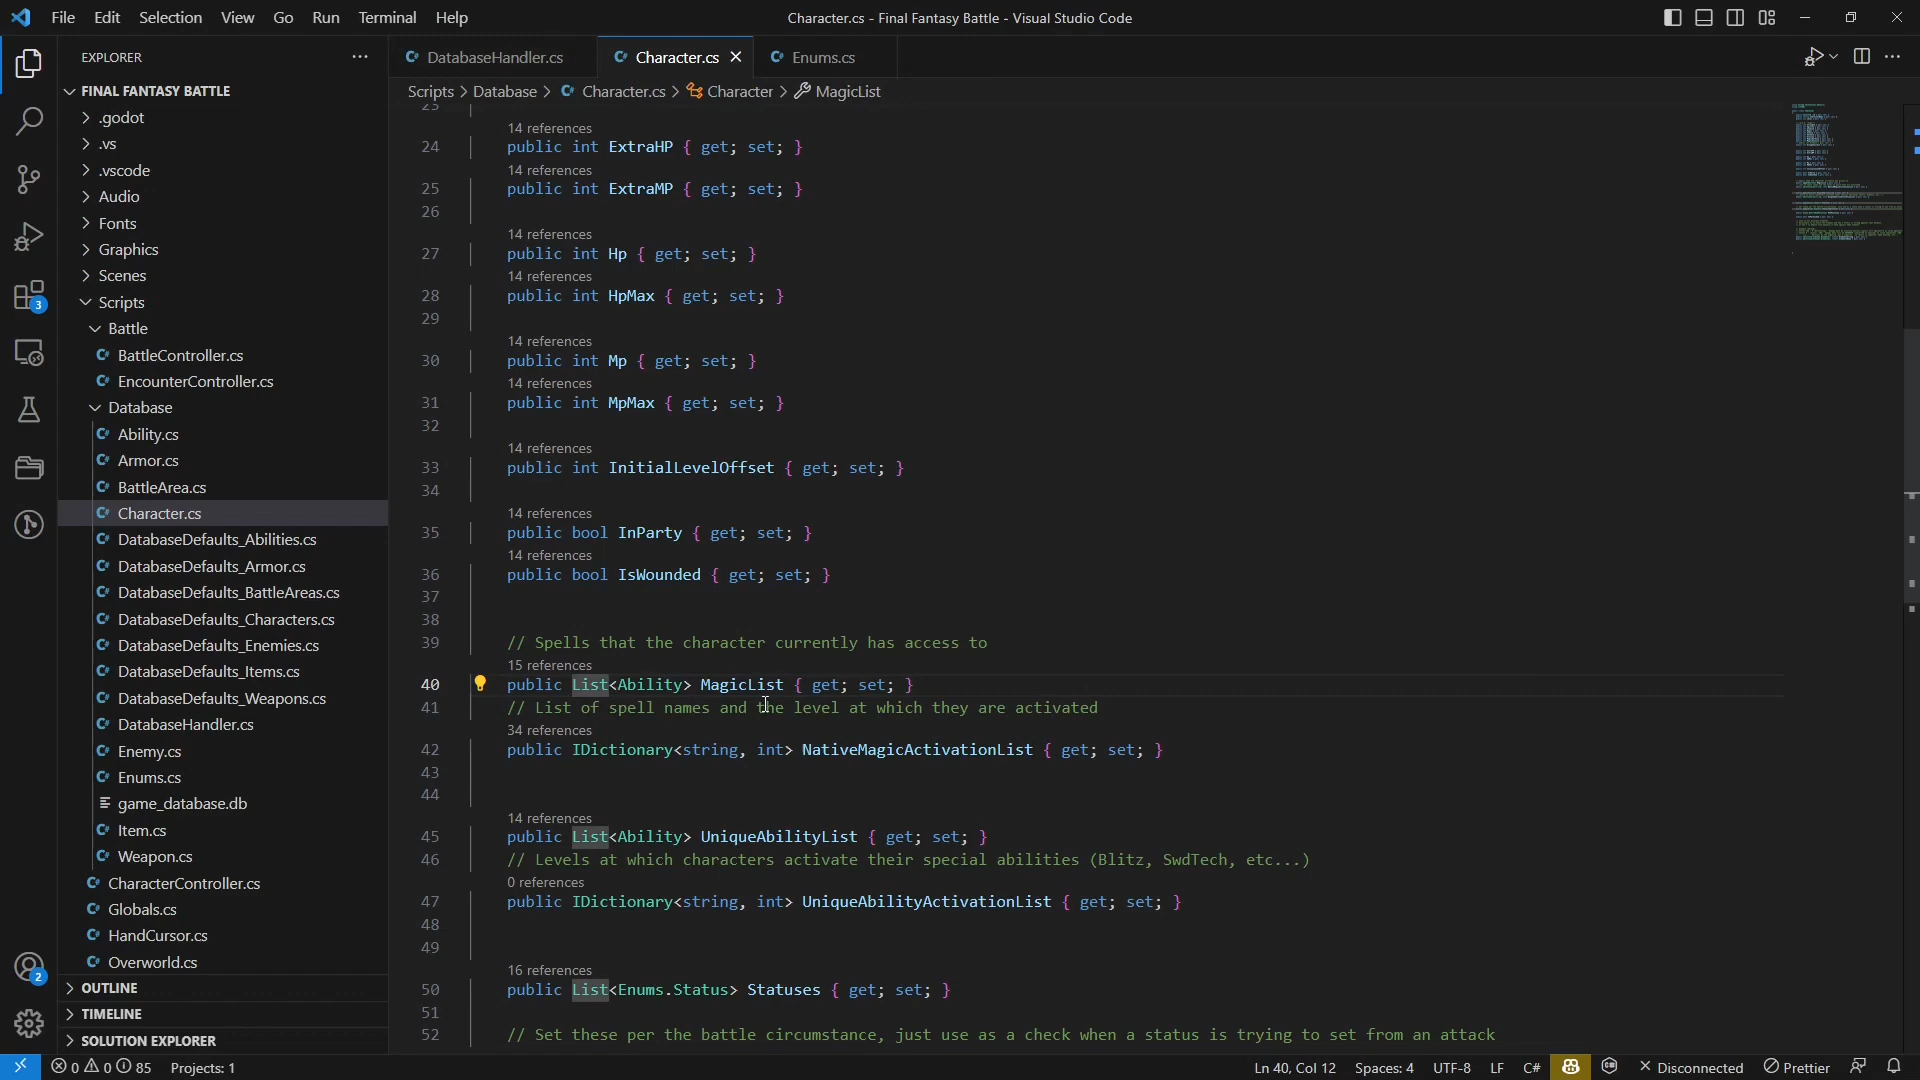 File Edit Selection View Go Run Terminal Help
Character.cs - Final Fantasy Battle - Visual Studio Code
EXPLORER
DatabaseHandler.cs
Character.cs
Enums.cs
Scripts > Database > Character.cs > Character > MagicList
FINAL FANTASY BATTLE
.godot
.vs
.vscode
Audio
Fonts
Graphics
Scenes
Scripts
Battle
BattleController.cs
EncounterController.cs
Database
Ability.cs
Armor.cs
BattleArea.cs
Character.cs
DatabaseDefaults_Abilities.cs
DatabaseDefaults_Armor.cs
DatabaseDefaults_BattleAreas.cs
DatabaseDefaults_Characters.cs
DatabaseDefaults_Enemies.cs
DatabaseDefaults_Items.cs
DatabaseDefaults_Weapons.cs
DatabaseHandler.cs
Enemy.cs
Enums.cs
game_database.db
Item.cs
Weapon.cs
CharacterController.cs
Globals.cs
HandCursor.cs
Overworld.cs
OUTLINE
TIMELINE
SOLUTION EXPLORER
3
2
23
14 references
24 public int ExtraHP { get; set; }
14 references
25 public int ExtraMP { get; set; }
26
14 references
27 public int Hp { get; set; }
14 references
28 public int HpMax { get; set; }
29
14 references
30 public int Mp { get; set; }
14 references
31 public int MpMax { get; set; }
32
14 references
33 public int InitialLevelOffset { get; set; }
34
14 references
35 public bool InParty { get; set; }
14 references
36 public bool IsWounded { get; set; }
37
38
39 // Spells that the character currently has access to
15 references
40 public List<Ability> MagicList { get; set; }
41 // List of spell names and the level at which they are activated
34 references
42 public IDictionary<string, int> NativeMagicActivationList { get; set; }
43
44
14 references
45 public List<Ability> UniqueAbilityList { get; set; }
46 // Levels at which characters activate their special abilities (Blitz, SwdTech, etc...)
0 references
47 public IDictionary<string, int> UniqueAbilityActivationList { get; set; }
48
49
16 references
50 public List<Enums.Status> Statuses { get; set; }
51
52 // Set these per the battle circumstance, just use as a check when a status is trying to set from an attack
0 0 85 Projects: 1
Ln 40, Col 12 Spaces: 4 UTF-8 LF C# Disconnected Prettier